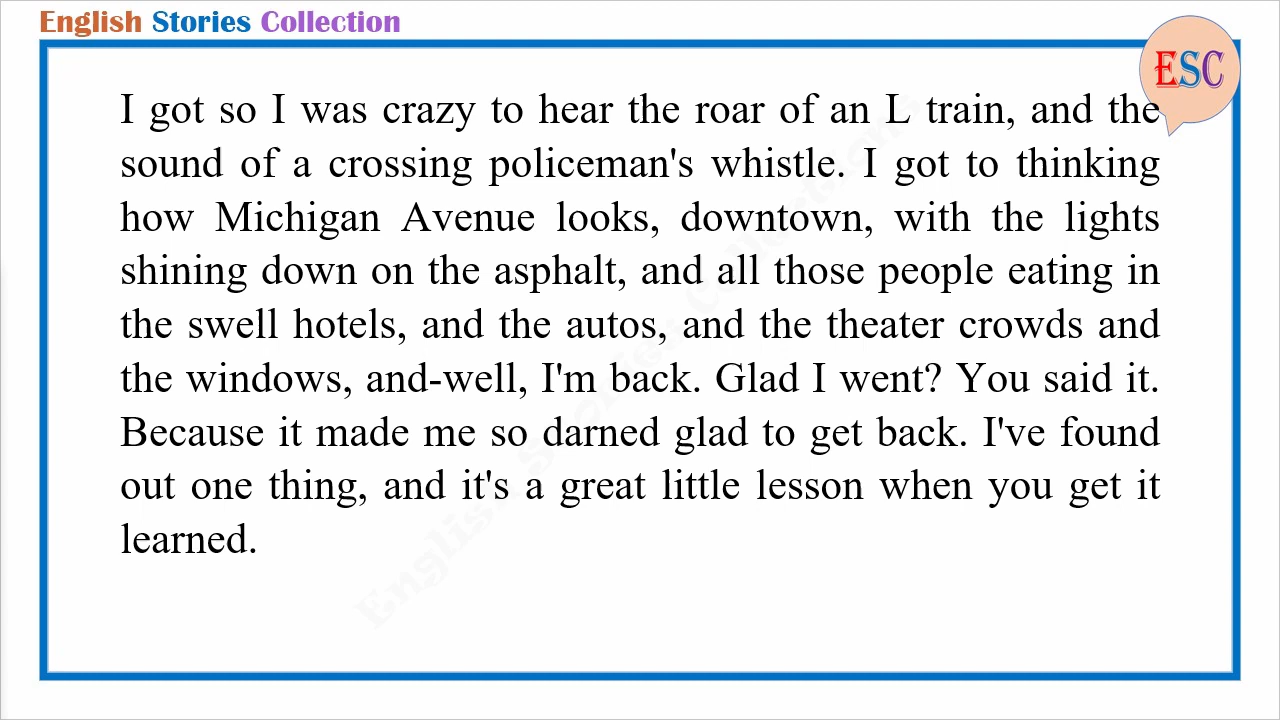 English Stories Collection
ESC
I got so I was crazy to hear the roar of an L train, and the
sound of a crossing policeman's whistle. I got to thinking
how Michigan Avenue looks, downtown, with the lights
shining down on the asphalt, and all those people eating in
the swell hotels, and the autos, and the theater crowds and
the windows, and-well, I'm back. Glad I went? You said it.
Because it made me so darned glad to get back. I've found
out one thing, and it's a great little lesson when you get it
learned.
English Stories Collections